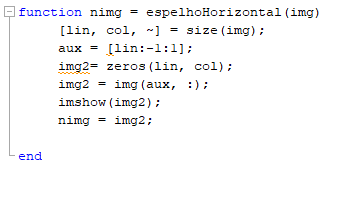 function nimg = espelhoHorizontal(img)
[lin, col, ~] = size(img);
aux = [lin:-1:1];
img2= zeros(lin, col);
img2 = img(aux, :);
imshow(img2);
nimg = img2;
end